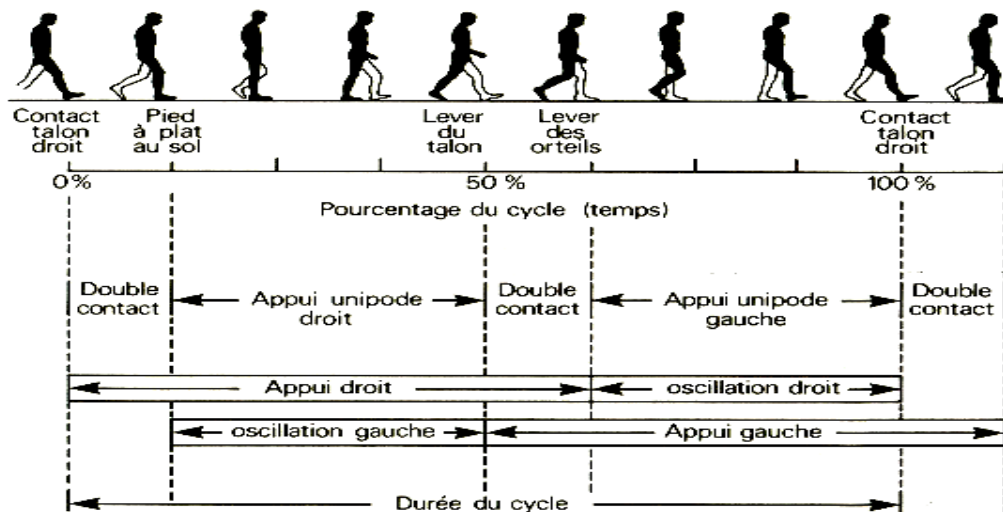 Contact
talon
droit
Pied
à plat
au sol
Lever
du
talon
Lever
des
orteils
Contact
talon
droit
0%
50 %
100 %
Pourcentage du cycle (temps)
Double
contact
Appui unipode
droit
Double
contact
Appui unipode
gauche
Double
contact
Appui droit
oscillation droit
oscillation gauche
Appui gauche
Durée du cycle